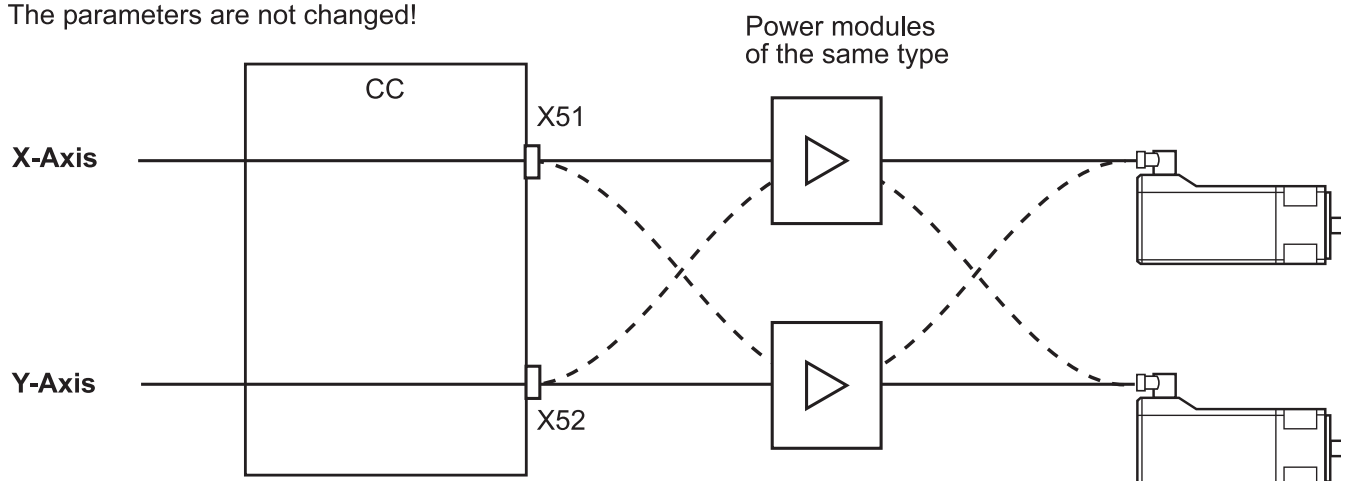 The parameters are not changed!
Power modules
of the same type
CC
X51
X-Axis
Y-Axis
X52